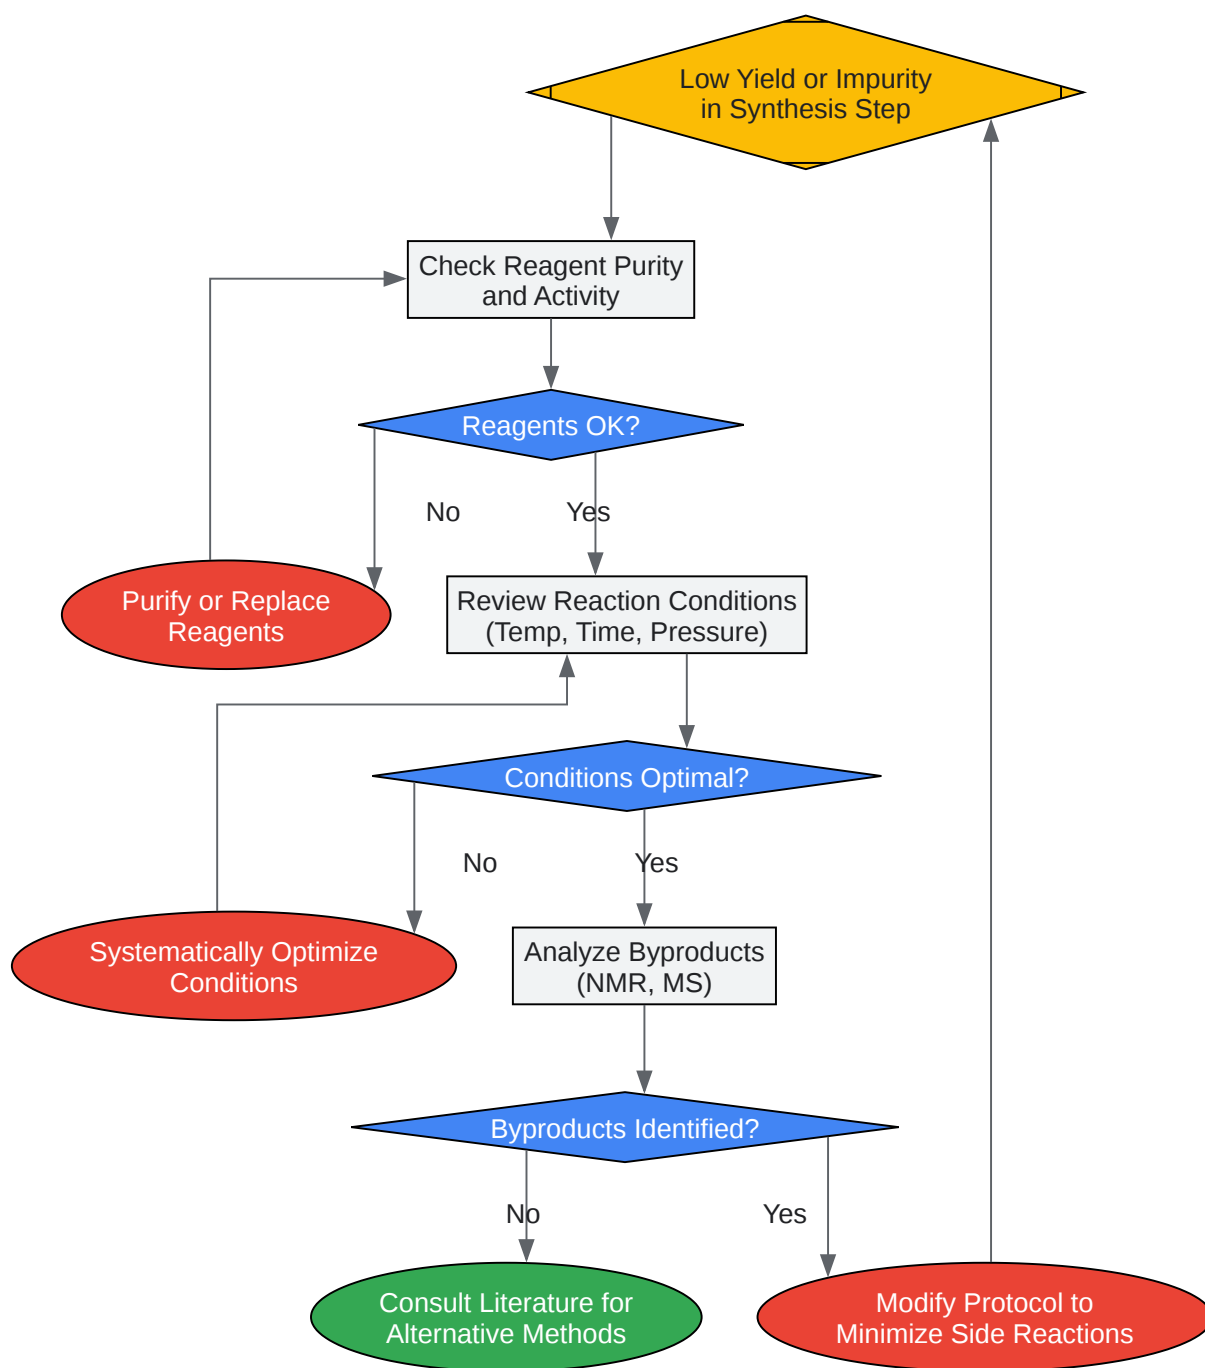 Low Yield or Impurity
in Synthesis Step
Check Reagent Purity
and Activity
Reagents OK?
No
Yes
Purify or Replace
Reagents
Review Reaction Conditions
(Temp, Time, Pressure)
Conditions Optimal?
No
Yes
Systematically Optimize
Conditions
Analyze Byproducts
(NMR, MS)
Byproducts Identified?
No
Yes
Consult Literature for
Alternative Methods
Modify Protocol to
Minimize Side Reactions